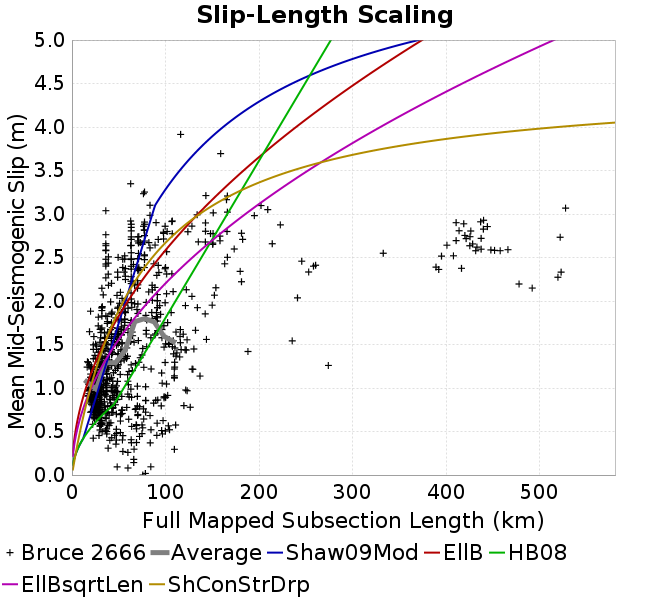 Slip-Length Scaling
Mean Mid-Seismogenic Slip (m)
5.0
4.5
4.0
3.5
3.0
2.5
2.0
1.5
1.0
0.5
0.0
0 100 200 300 400 500
Full Mapped Subsection Length (km)
Bruce 2666 Average Shaw09Mod EllB HB08
EllBsqrtLen ShConStrDrp